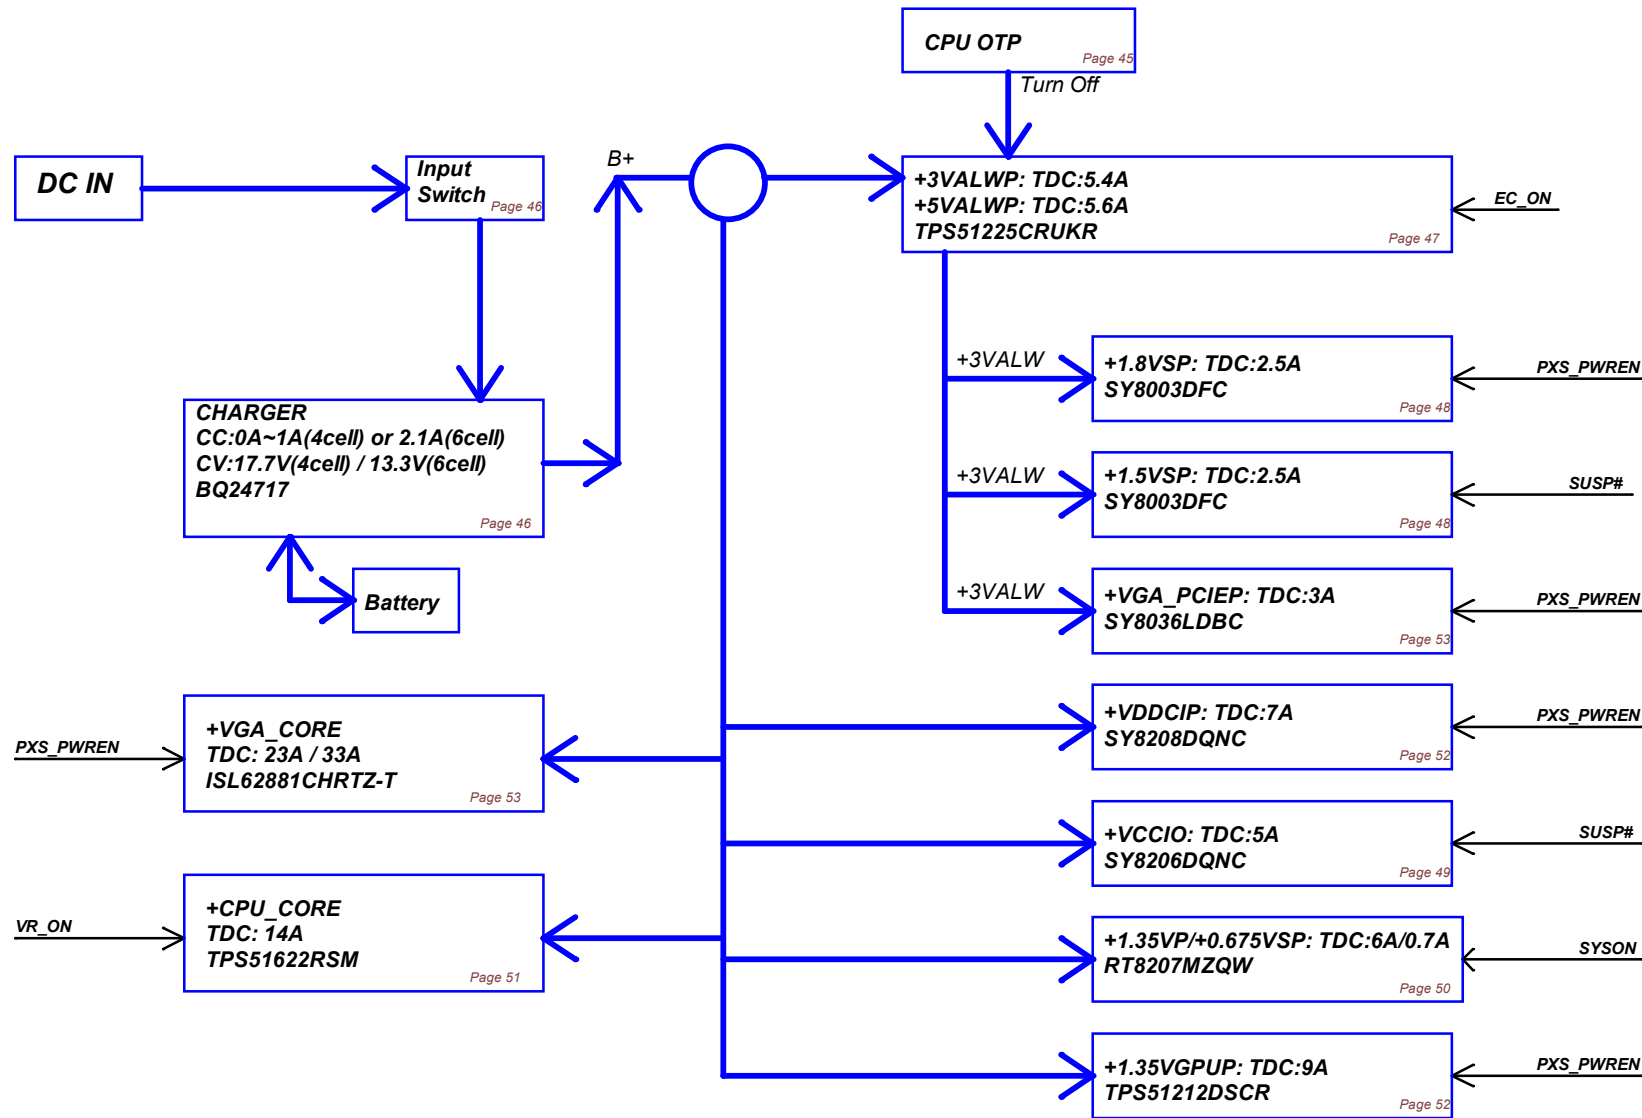 CPU OTP
Page 45
Turn Off
DC IN
Input
Switch
Page 46
B+
+3VALWP: TDC:5.4A
+5VALWP: TDC:5.6A
TPS51225CRUKR
Page 47
EC_ON
+3VALW
+1.8VSP: TDC:2.5A
SY8003DFC
Page 48
PXS_PWREN
CHARGER
CC:0A~1A(4cell) or 2.1A(6cell)
CV:17.7V(4cell) / 13.3V(6cell)
BQ24717
Page 46
+3VALW
+1.5VSP: TDC:2.5A
SY8003DFC
Page 48
SUSP#
Battery
+3VALW
+VGA_PCIEP: TDC:3A
SY8036LDBC
Page 53
PXS_PWREN
PXS_PWREN
+VGA_CORE
TDC: 23A / 33A
ISL62881CHRTZ-T
Page 53
+VDDCIP: TDC:7A
SY8208DQNC
Page 52
PXS_PWREN
+VCCIO: TDC:5A
SY8206DQNC
Page 49
SUSP#
VR_ON
+CPU_CORE
TDC: 14A
TPS51622RSM
Page 51
+1.35VP/+0.675VSP: TDC:6A/0.7A
RT8207MZQW
Page 50
SYSON
+1.35VGPUP: TDC:9A
TPS51212DSCR
Page 52
PXS_PWREN